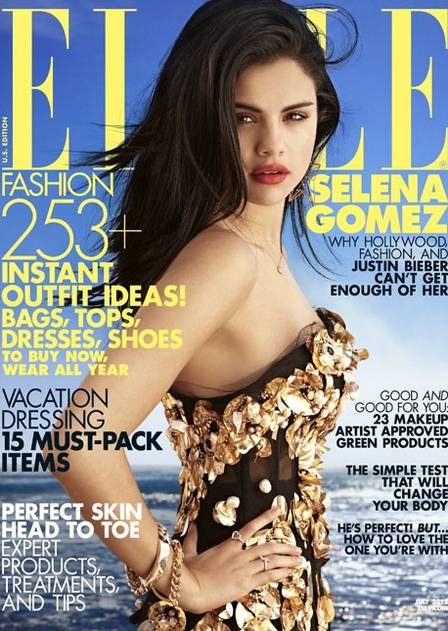 ELLE
U.S. EDITION
FASHION
253+
INSTANT
OUTFIT IDEAS!
BAGS, TOPS,
DRESSES, SHOES
TO BUY NOW,
WEAR ALL YEAR
VACATION
DRESSING
15 MUST-PACK
ITEMS
PERFECT SKIN
HEAD TO TOE
EXPERT
PRODUCTS,
TREATMENTS,
AND TIPS
SELENA
GOMEZ
WHY HOLLYWOOD,
FASHION, AND
JUSTIN BIEBER
CAN'T GET
ENOUGH OF HER
GOOD AND
GOOD FOR YOU:
23 MAKEUP
ARTIST APPROVED
GREEN PRODUCTS
THE SIMPLE TEST
THAT WILL
CHANGE
YOUR BODY
HE'S PERFECT! BUT...
HOW TO LOVE THE
ONE YOU'RE WITH
JULY 2012